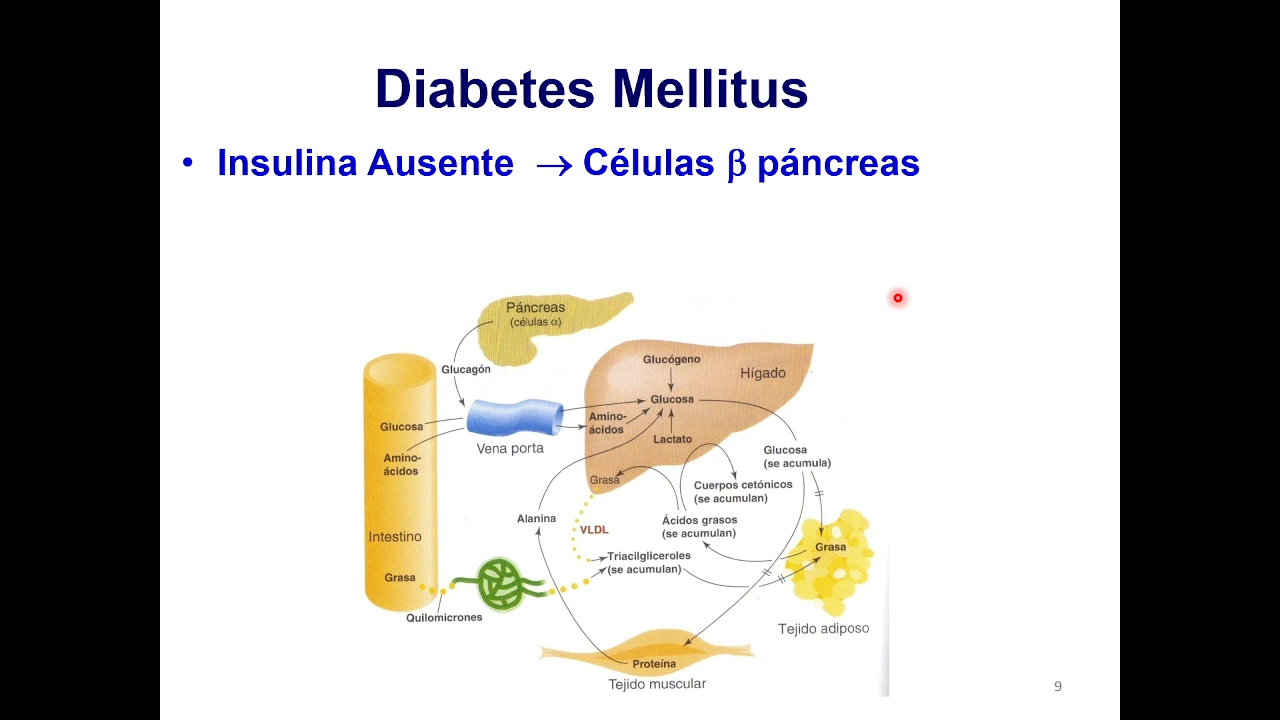 Diabetes Mellitus
• Insulina Ausente → Células β páncreas
Páncreas
(células α)
Glucagón
Glucosa
Amino-
ácidos
Intestino
Grasa
Quilomicrones
Vena porta
Glucógeno
Hígado
Glucosa
Amino-
ácidos
Lactato
Grasa
Glucosa
(se acumula)
Cuerpos cetónicos
(se acumulan)
Alanina
VLDL
Ácidos grasos
(se acumulan)
Triacilgliceroles
(se acumulan)
Grasa
Tejido adiposo
Proteína
Tejido muscular
9